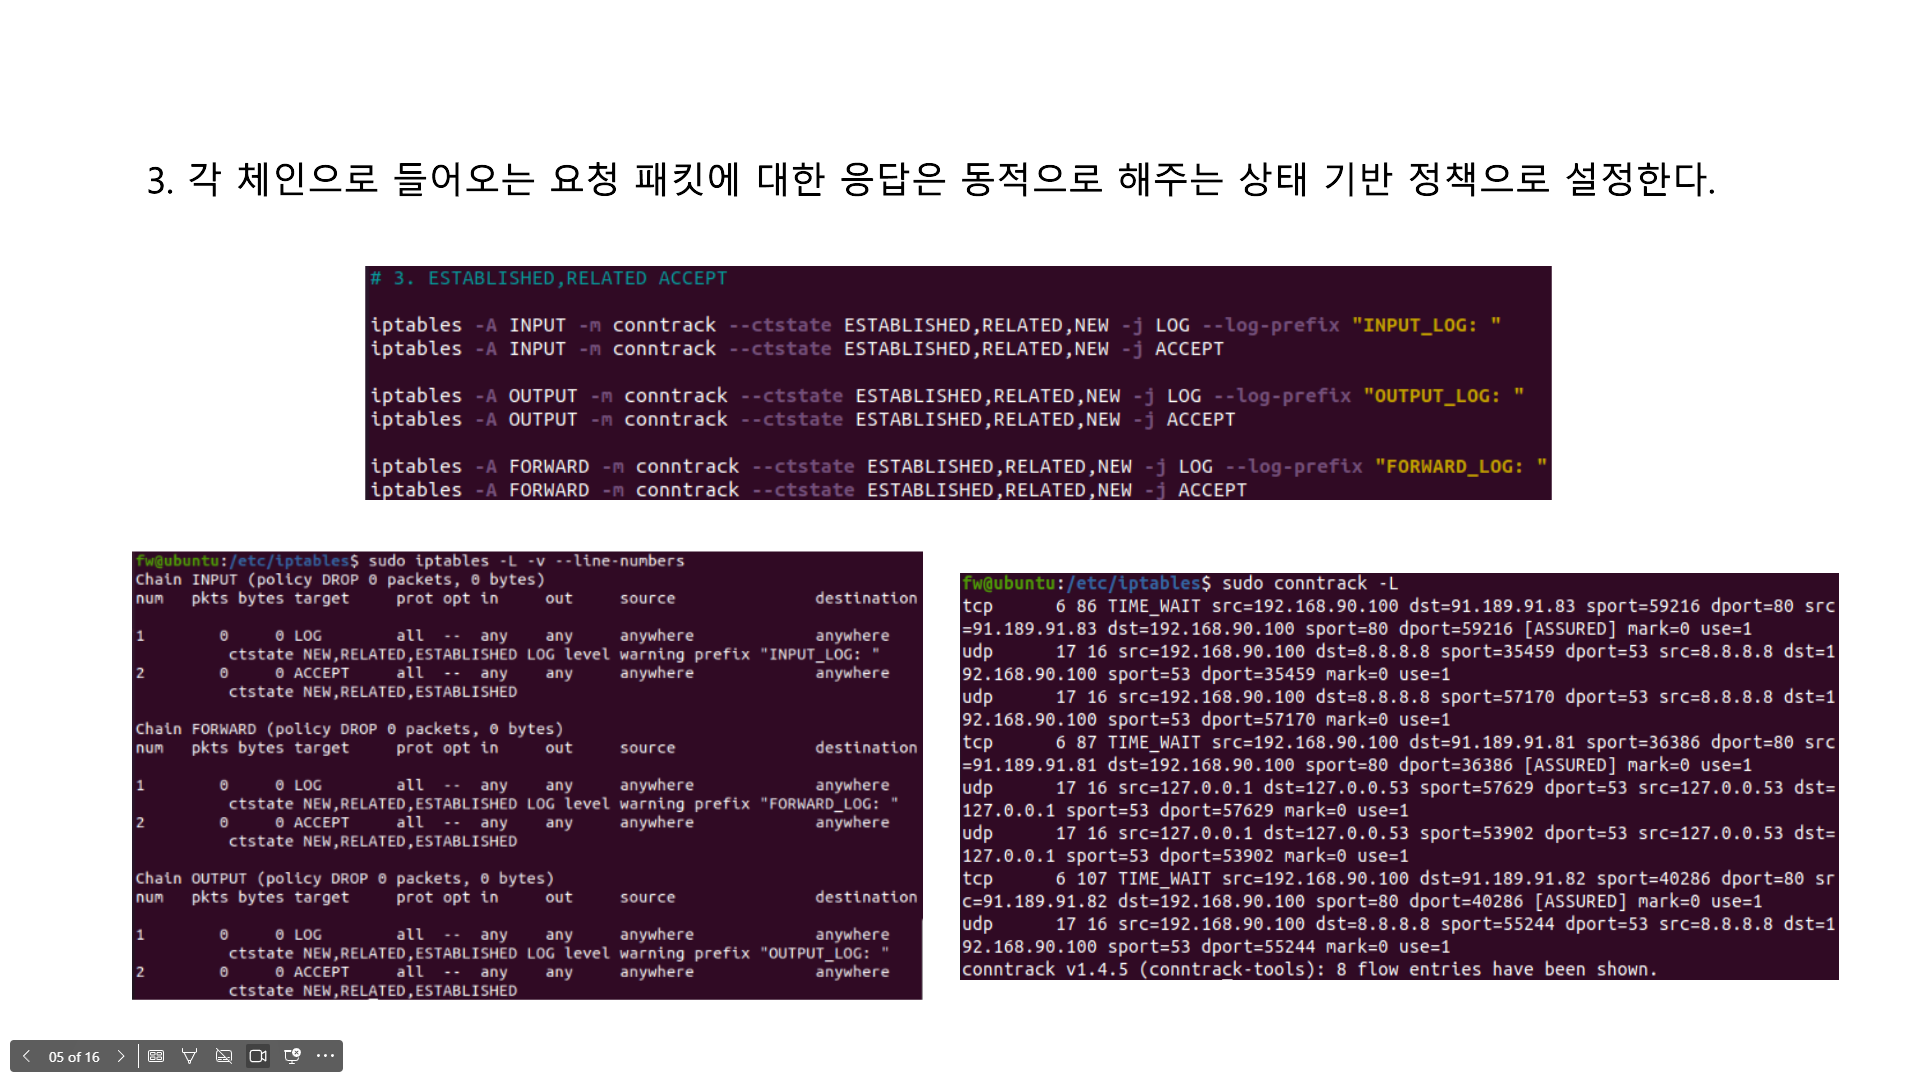 3. 각 체인으로 들어오는 요청 패킷에 대한 응답은 동적으로 해주는 상태 기반 정책으로 설정한다.
# 3. ESTABLISHED,RELATED ACCEPT
iptables -A INPUT -m conntrack --ctstate ESTABLISHED,RELATED,NEW -j LOG --log-prefix "INPUT_LOG: "
iptables -A INPUT -m conntrack --ctstate ESTABLISHED,RELATED,NEW -j ACCEPT
iptables -A OUTPUT -m conntrack --ctstate ESTABLISHED,RELATED,NEW -j LOG --log-prefix "OUTPUT_LOG: "
iptables -A OUTPUT -m conntrack --ctstate ESTABLISHED,RELATED,NEW -j ACCEPT
iptables -A FORWARD -m conntrack --ctstate ESTABLISHED,RELATED,NEW -j LOG --log-prefix "FORWARD_LOG: "
iptables -A FORWARD -m conntrack --ctstate ESTABLISHED,RELATED,NEW -j ACCEPT
fw@ubuntu:/etc/iptables$ sudo iptables -L -v --line-numbers
Chain INPUT (policy DROP 0 packets, 0 bytes)
num pkts bytes target prot opt in out source destination
1 0 0 LOG all -- any any anywhere anywhere
ctstate NEW,RELATED,ESTABLISHED LOG level warning prefix "INPUT_LOG: "
2 0 0 ACCEPT all -- any any anywhere anywhere
ctstate NEW,RELATED,ESTABLISHED
Chain FORWARD (policy DROP 0 packets, 0 bytes)
num pkts bytes target prot opt in out source destination
1 0 0 LOG all -- any any anywhere anywhere
ctstate NEW,RELATED,ESTABLISHED LOG level warning prefix "FORWARD_LOG: "
2 0 0 ACCEPT all -- any any anywhere anywhere
ctstate NEW,RELATED,ESTABLISHED
Chain OUTPUT (policy DROP 0 packets, 0 bytes)
num pkts bytes target prot opt in out source destination
1 0 0 LOG all -- any any anywhere anywhere
ctstate NEW,RELATED,ESTABLISHED LOG level warning prefix "OUTPUT_LOG: "
2 0 0 ACCEPT all -- any any anywhere anywhere
ctstate NEW,RELATED,ESTABLISHED
fw@ubuntu:/etc/iptables$ sudo conntrack -L
tcp 6 86 TIME_WAIT src=192.168.90.100 dst=91.189.91.83 sport=59216 dport=80 src
=91.189.91.83 dst=192.168.90.100 sport=80 dport=59216 [ASSURED] mark=0 use=1
udp 17 16 src=192.168.90.100 dst=8.8.8.8 sport=35459 dport=53 src=8.8.8.8 dst=1
92.168.90.100 sport=53 dport=35459 mark=0 use=1
udp 17 16 src=192.168.90.100 dst=8.8.8.8 sport=57170 dport=53 src=8.8.8.8 dst=1
92.168.90.100 sport=53 dport=57170 mark=0 use=1
tcp 6 87 TIME_WAIT src=192.168.90.100 dst=91.189.91.81 sport=36386 dport=80 src
=91.189.91.81 dst=192.168.90.100 sport=80 dport=36386 [ASSURED] mark=0 use=1
udp 17 16 src=127.0.0.1 dst=127.0.0.53 sport=57629 dport=53 src=127.0.0.53 dst=
127.0.0.1 sport=53 dport=57629 mark=0 use=1
udp 17 16 src=127.0.0.1 dst=127.0.0.53 sport=53902 dport=53 src=127.0.0.53 dst=
127.0.0.1 sport=53 dport=53902 mark=0 use=1
tcp 6 107 TIME_WAIT src=192.168.90.100 dst=91.189.91.82 sport=40286 dport=80 sr
c=91.189.91.82 dst=192.168.90.100 sport=80 dport=40286 [ASSURED] mark=0 use=1
udp 17 16 src=192.168.90.100 dst=8.8.8.8 sport=55244 dport=53 src=8.8.8.8 dst=1
92.168.90.100 sport=53 dport=55244 mark=0 use=1
conntrack v1.4.5 (conntrack-tools): 8 flow entries have been shown.
05 of 16